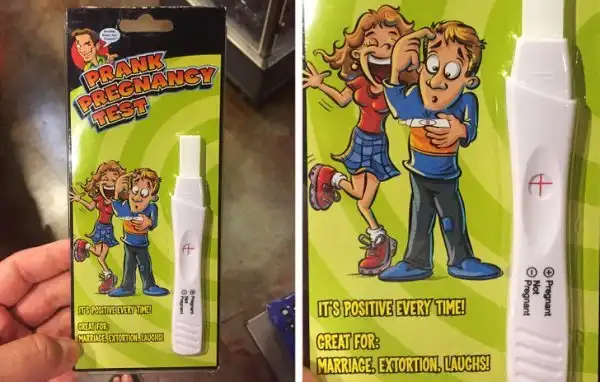 PRANK
PREGNANCY
TEST
IT'S POSITIVE EVERY TIME!
GREAT FOR:
MARRIAGE, EXTORTION, LAUGHS!
Pregnant
Not
Pregnant
IT'S POSITIVE EVERY TIME!
GREAT FOR:
MARRIAGE, EXTORTION, LAUGHS!
Pregnant
Not
Pregnant